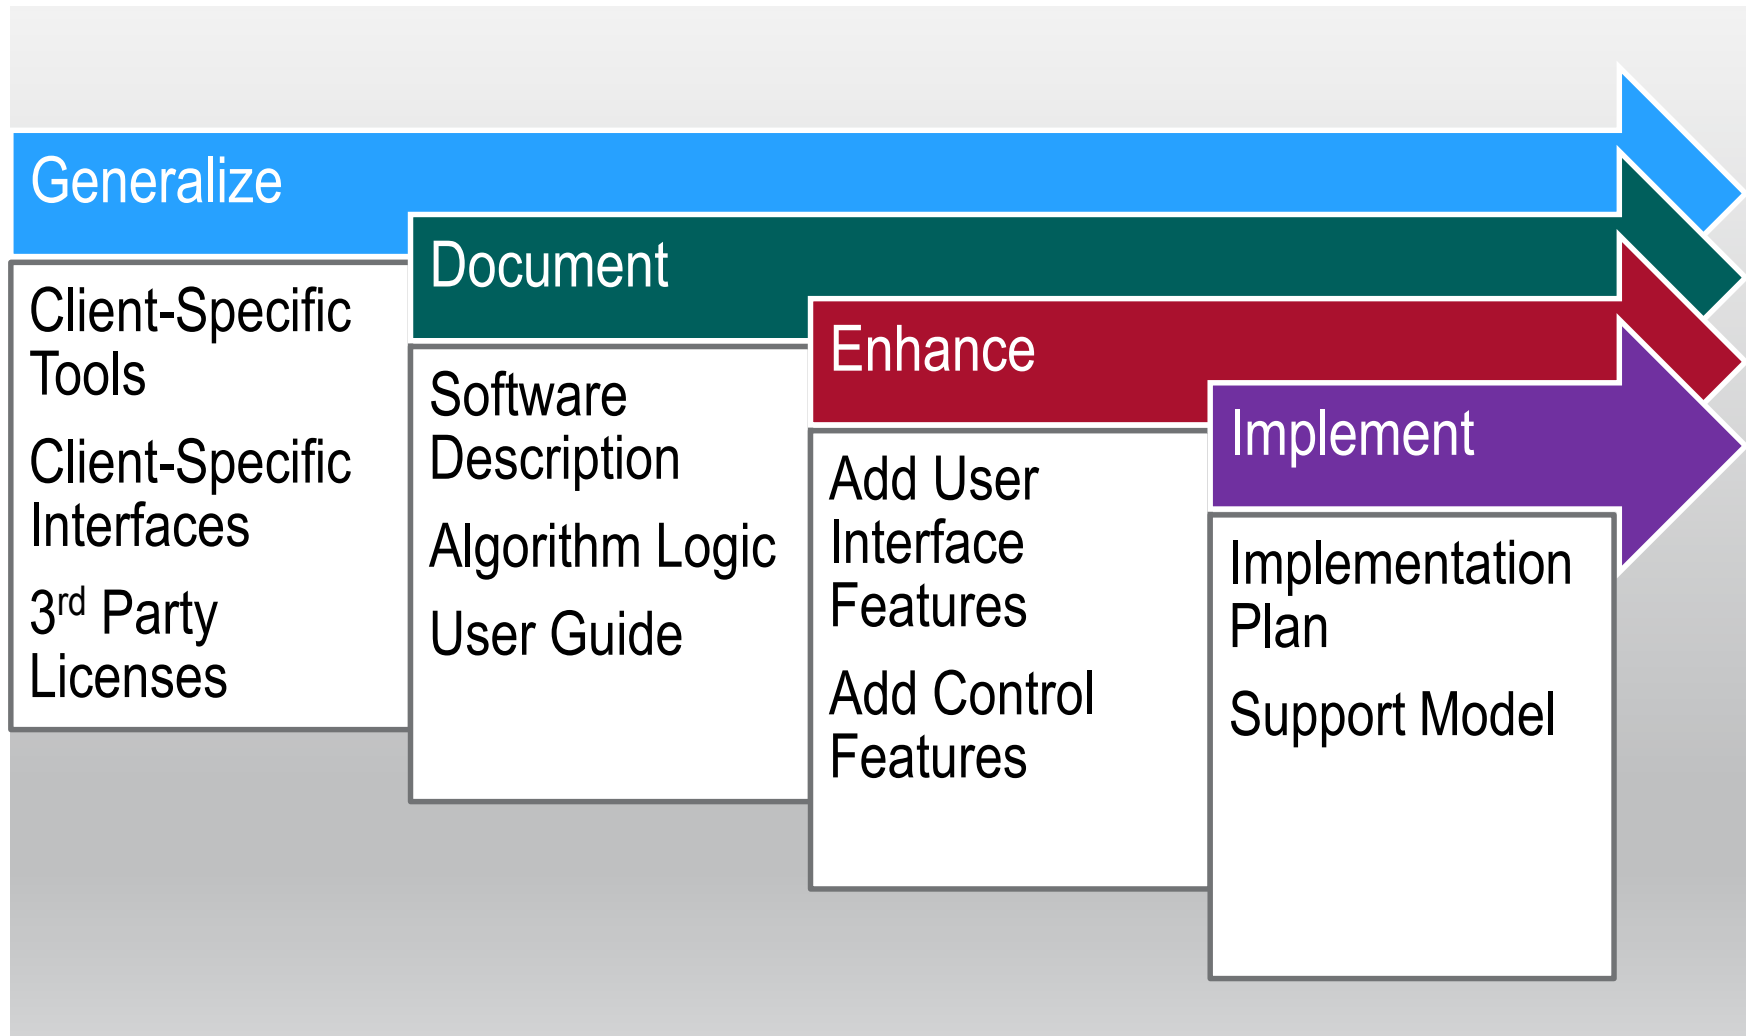 Generalize
Client-Specific
Tools
Client-Specific
Interfaces
3rd Party
Licenses
Document
Software
Description
Algorithm Logic
User Guide
Enhance
Add User
Interface
Features
Add Control
Features
Implement
Implementation
Plan
Support Model